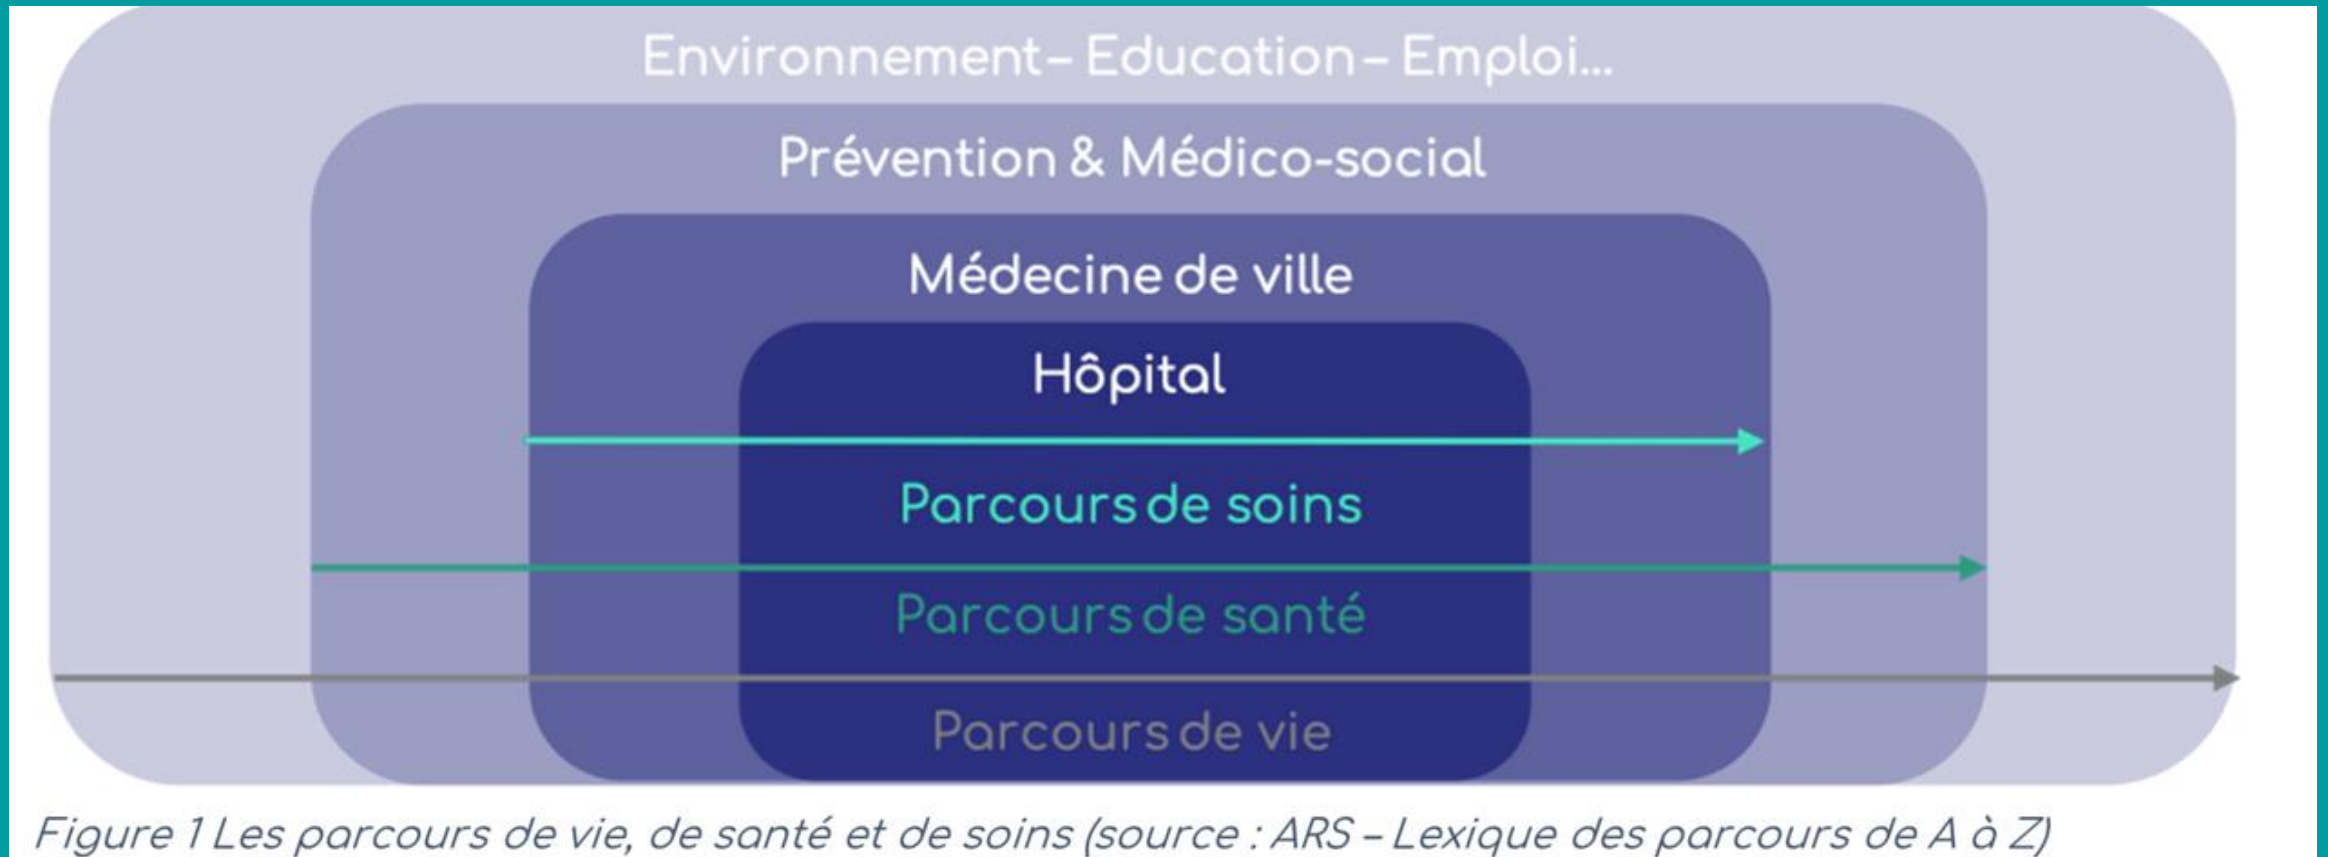 Environnement – Education – Emploi...
Prévention & Médico-social
Médecine de ville
Hôpital
Parcours de soins
Parcours de santé
Parcours de vie
Figure 1 Les parcours de vie, de santé et de soins (source : ARS – Lexique des parcours de A à Z)